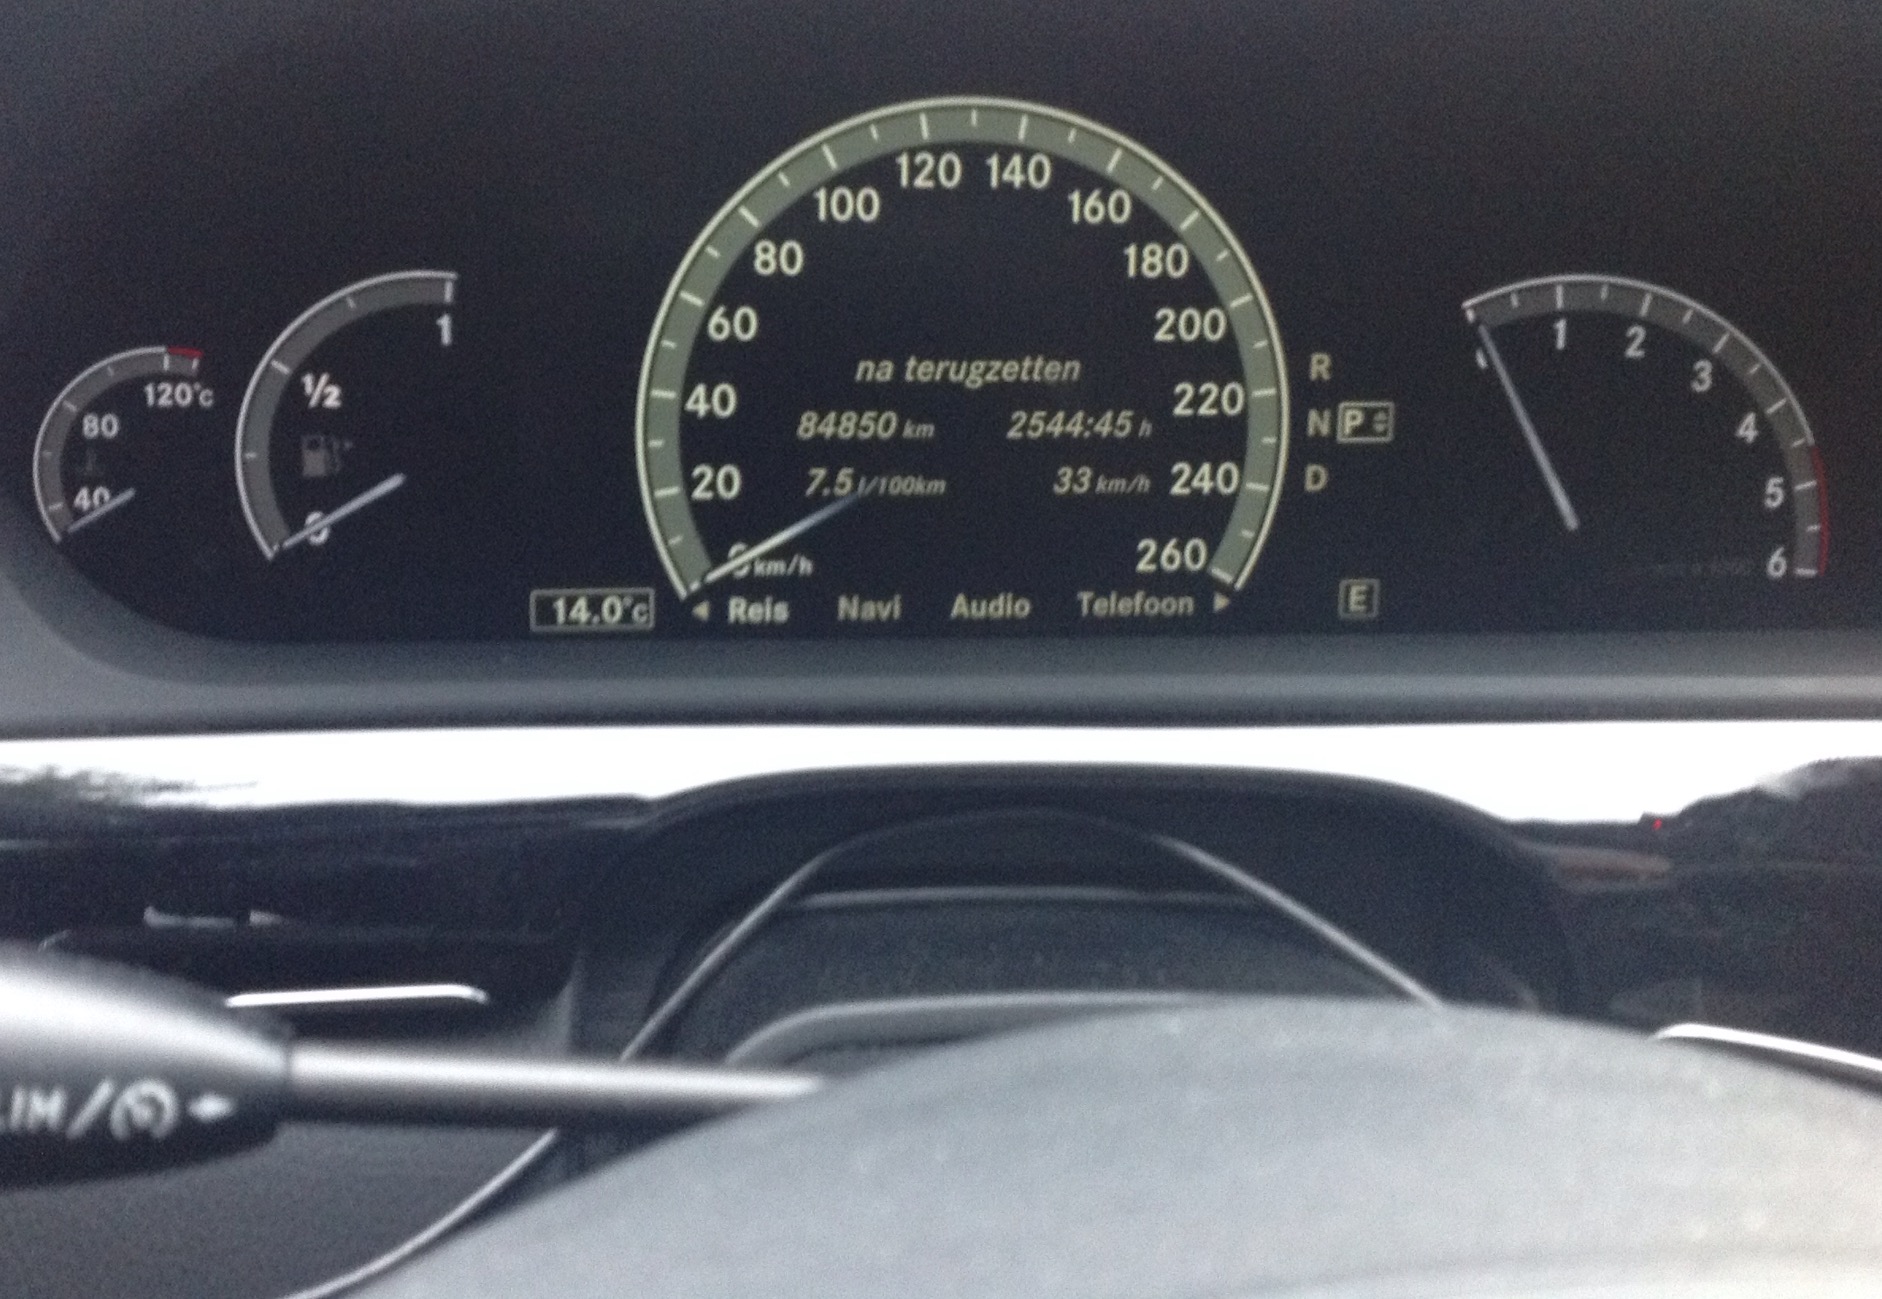 120 140
100 160
80 180
60 200
40 220
20 240
0 km/h 260
na terugzetten
84850 km 2544:45 h
7.5 l/100km 33 km/h
14.0°C
Reis Navi Audio Telefoon
R
N P
D
E
120°C
80
40
1
1/2
0
1
2
3
4
5
6
LIM/